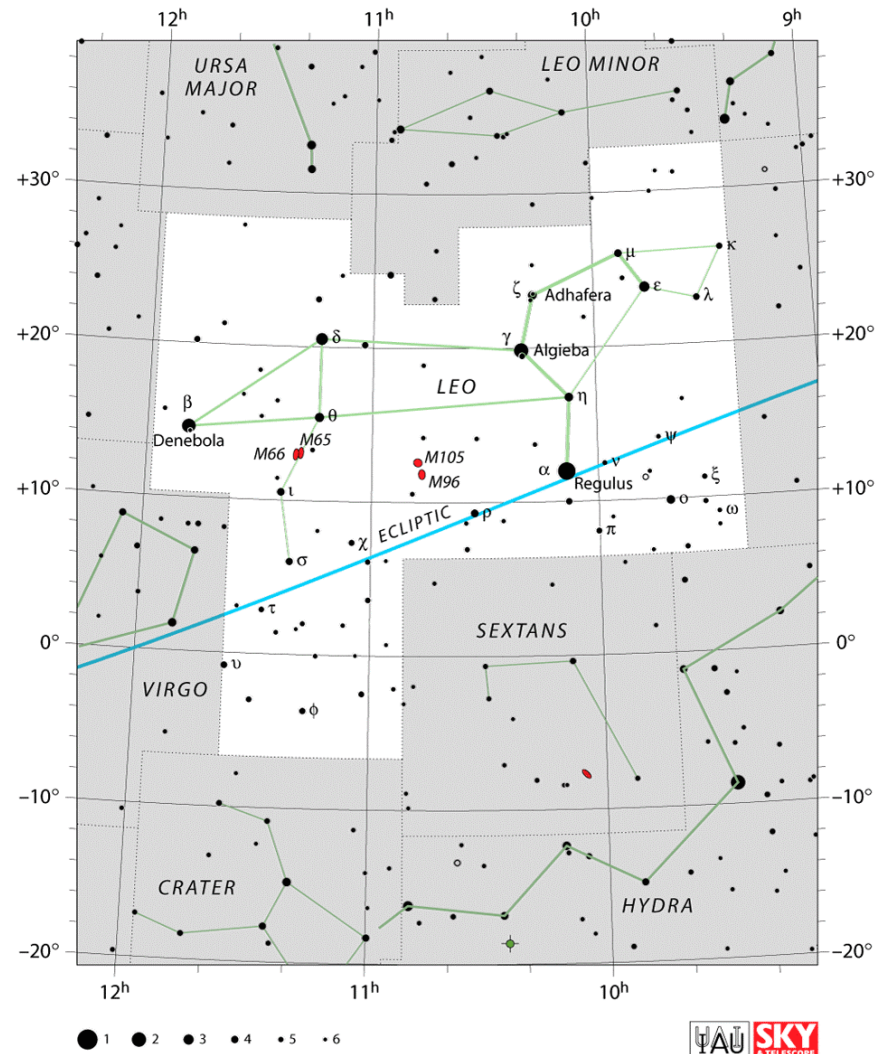 12h 11h 10h 9h
URSA
MAJOR
LEO MINOR
+30° +30°
κ
μ
ε
λ
ζ
Adhafera
+20° +20°
δ
γ
Algieba
LEO
η
β
θ
Denebola
ψ
M66
M65
M105
M96
α
ν
Regulus
ξ
+10° +10°
ι
ο
ω
ρ
ECLIPTIC
χ
π
σ
τ
SEXTANS
0° 0°
υ
VIRGO
φ
–10° –10°
CRATER
HYDRA
–20° –20°
12h 11h 10h
1 2 3 4 5 6
IAU
SKY
& TELESCOPE